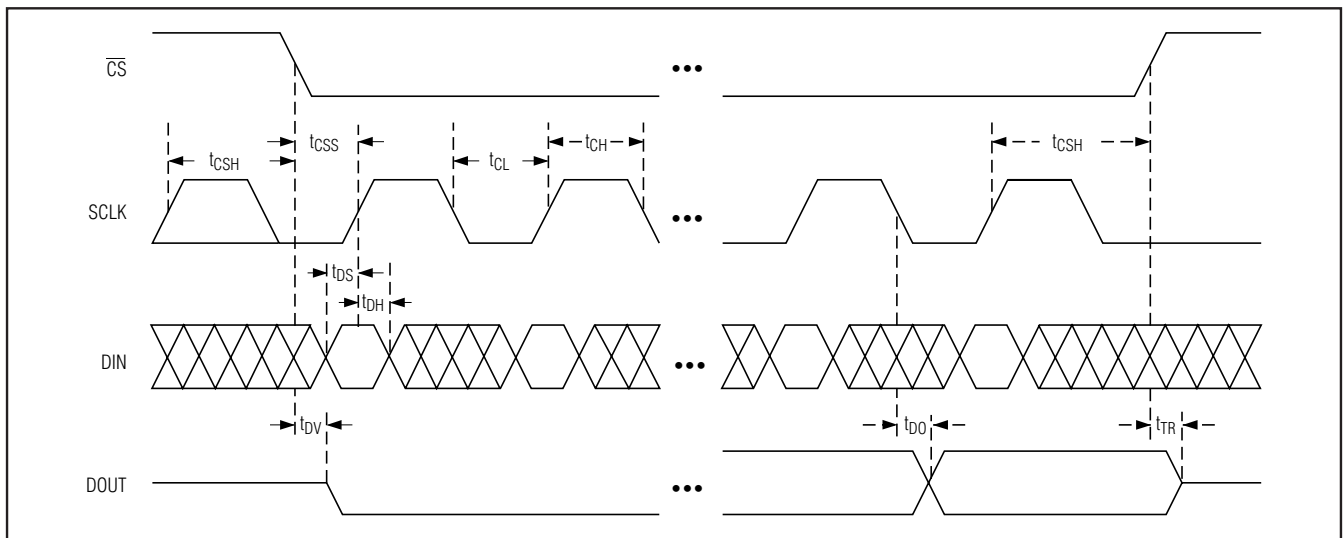 CS
•••
tCSH
tCSS
tCL
tCH
tCSH
SCLK
•••
tDS
tDH
DIN
•••
tDV
tDO
tTR
DOUT
•••